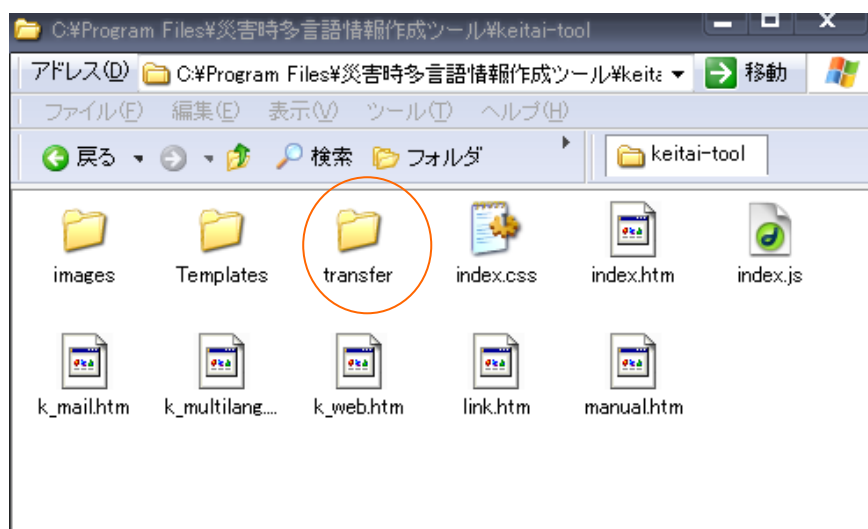 C:¥Program Files¥災害時多言語情報作成ツール¥keitai-tool
アドレス(D) C:¥Program Files¥災害時多言語情報作成ツール¥keita 移動
ファイル(F) 編集(E) 表示(V) ツール(T) ヘルプ(H)
戻る 検索 フォルダ keitai-tool
images Templates transfer index.css index.htm index.js
k_mail.htm k_multilang.... k_web.htm link.htm manual.htm